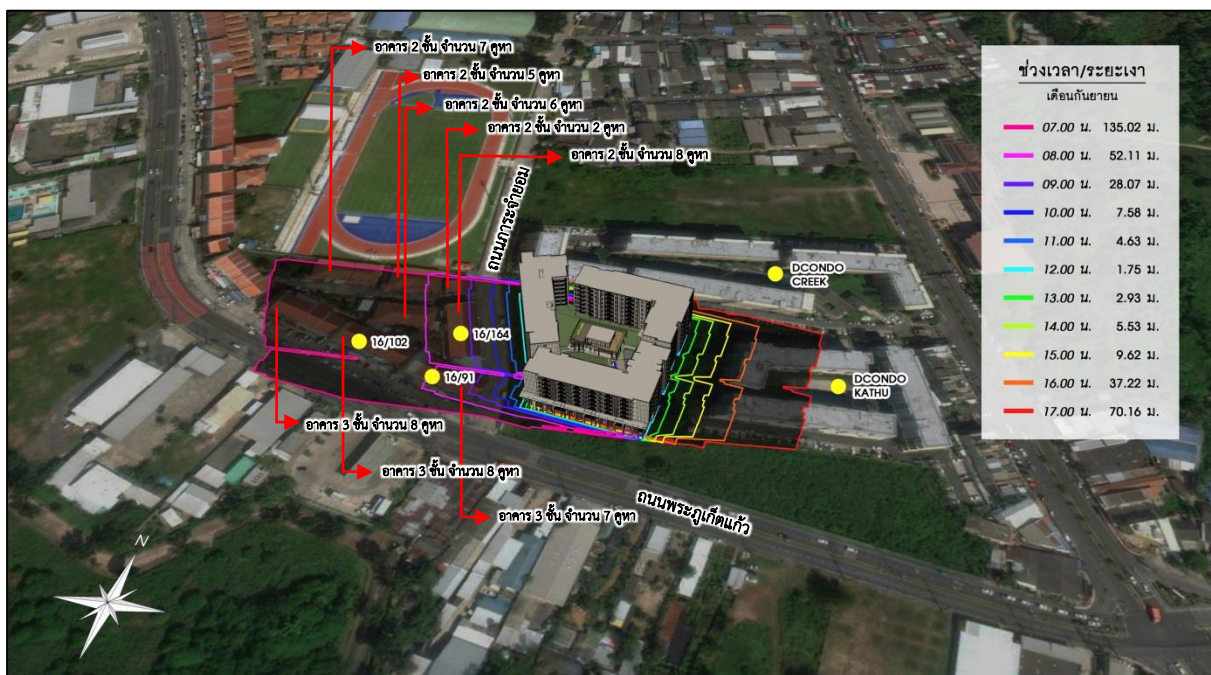 อาคาร 2 ชั้น จำนวน 7 คูหา
อาคาร 2 ชั้น จำนวน 5 คูหา
อาคาร 2 ชั้น จำนวน 6 คูหา
อาคาร 2 ชั้น จำนวน 2 คูหา
อาคาร 2 ชั้น จำนวน 8 คูหา
ถนนภาระจำยอม
ช่วงเวลา/ระยะเงา
เดือนกันยายน
07.00 น. 135.02 ม.
08.00 น. 52.11 ม.
09.00 น. 28.07 ม.
10.00 น. 7.58 ม.
11.00 น. 4.63 ม.
12.00 น. 1.75 ม.
13.00 น. 2.93 ม.
14.00 น. 5.53 ม.
15.00 น. 9.62 ม.
16.00 น. 37.22 ม.
17.00 น. 70.16 ม.
DCONDO
CREEK
16/164
16/102
16/91
DCONDO
KATHU
อาคาร 3 ชั้น จำนวน 8 คูหา
อาคาร 3 ชั้น จำนวน 8 คูหา
อาคาร 3 ชั้น จำนวน 7 คูหา
ถนนพระภูเก็ตแก้ว
N